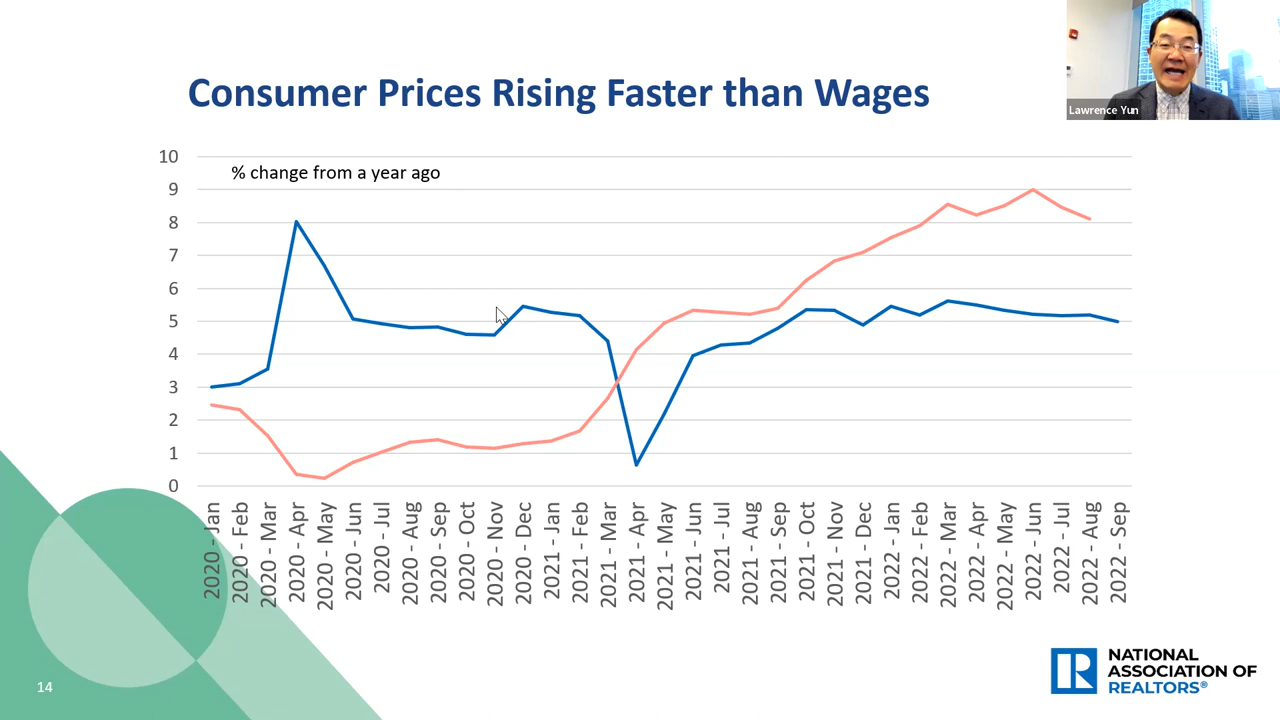 Consumer Prices Rising Faster than Wages
Lawrence Yun
% change from a year ago
10
9
8
7
6
5
4
3
2
1
0
2020 - Jan
2020 - Feb
2020 - Mar
2020 - Apr
2020 - May
2020 - Jun
2020 - Jul
2020 - Aug
2020 - Sep
2020 - Oct
2020 - Nov
2020 - Dec
2021 - Jan
2021 - Feb
2021 - Mar
2021 - Apr
2021 - May
2021 - Jun
2021 - Jul
2021 - Aug
2021 - Sep
2021 - Oct
2021 - Nov
2021 - Dec
2022 - Jan
2022 - Feb
2022 - Mar
2022 - Apr
2022 - May
2022 - Jun
2022 - Jul
2022 - Aug
2022 - Sep
14
NATIONAL
ASSOCIATION OF
REALTORS®